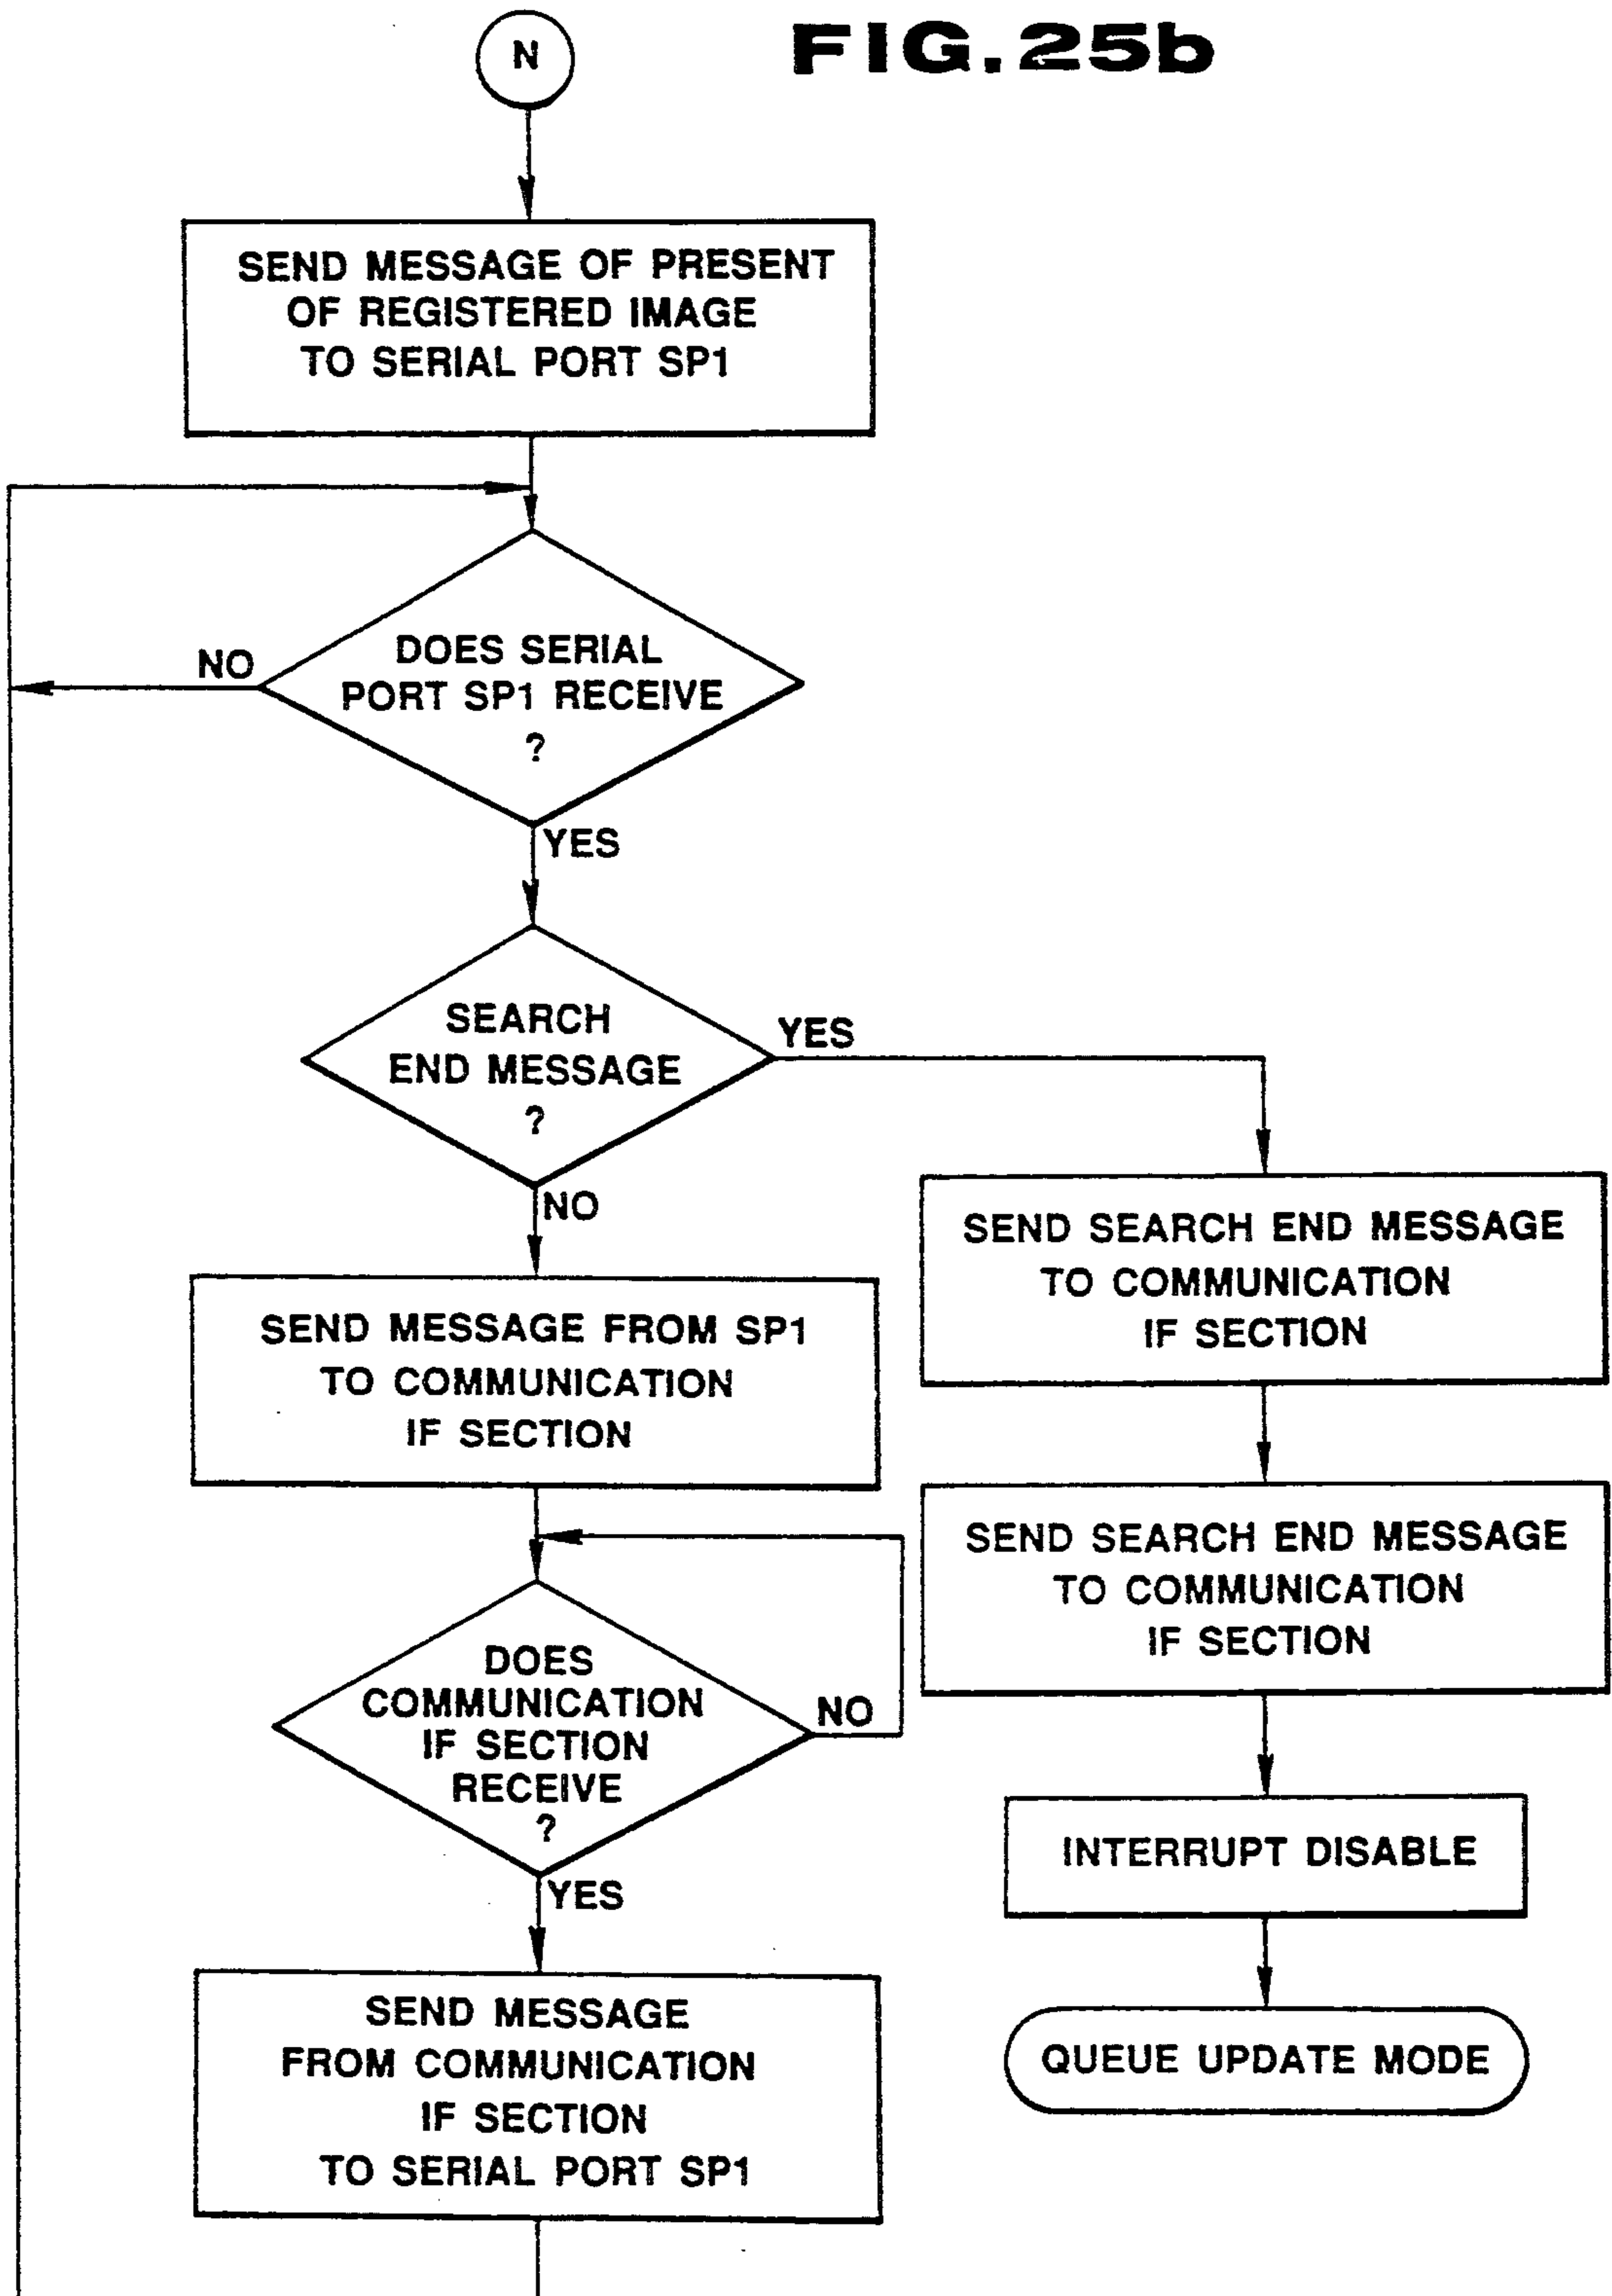 FIG.25b
N
SEND MESSAGE OF PRESENT
OF REGISTERED IMAGE
TO SERIAL PORT SP1
DOES SERIAL
PORT SP1 RECEIVE
?
NO
YES
SEARCH
END MESSAGE
?
YES
NO
SEND MESSAGE FROM SP1
TO COMMUNICATION
IF SECTION
DOES
COMMUNICATION
IF SECTION
RECEIVE
?
NO
YES
SEND MESSAGE
FROM COMMUNICATION
IF SECTION
TO SERIAL PORT SP1
SEND SEARCH END MESSAGE
TO COMMUNICATION
IF SECTION
SEND SEARCH END MESSAGE
TO COMMUNICATION
IF SECTION
INTERRUPT DISABLE
QUEUE UPDATE MODE